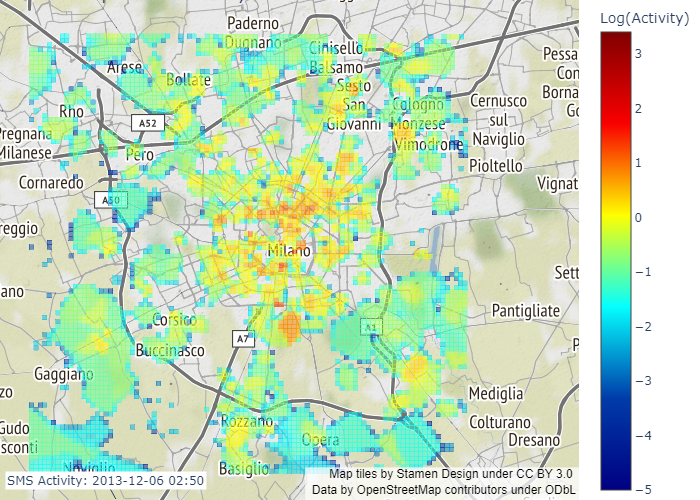 Log(Activity)
3
2
1
0
−1
−2
−3
−4
−5
Paderno
Dugnano
Cinisello
Balsamo
Arese
Bollate
Sesto
San
Giovanni
Rho
A52
Pregnana
Milanese
Pero
Cologno
Monzese
Vimodrone
Cernusco
sul
Naviglio
Pioltello
Pessa
Con
Borna
Go
Cornaredo
A50
Vignat
reggio
Milano
Sett
ano
Pantigliate
Corsico
A1
A7
Buccinasco
P
Gaggiano
zo
Mediglia
Rozzano
Colturano
Gudo
sconti
Opera
Dresano
Noviglio
Basiglio
SMS Activity: 2013-12-06 02:50
Map tiles by Stamen Design under CC BY 3.0
Data by OpenStreetMap contributors under ODbL